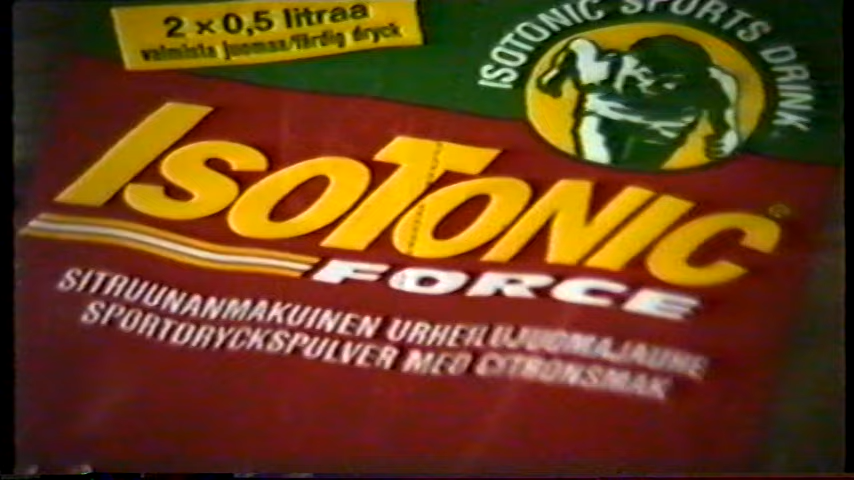 2 x 0,5 litraa
valmista juomaa/färdig dryck
ISOTONIC SPORTS DRINK
ISOTONIC®
FORCE
SITRUUNANMAKUINEN URHEILUJUOMAJAUHE
SPORTDRYCKSPULVER MED CITRONSMAK